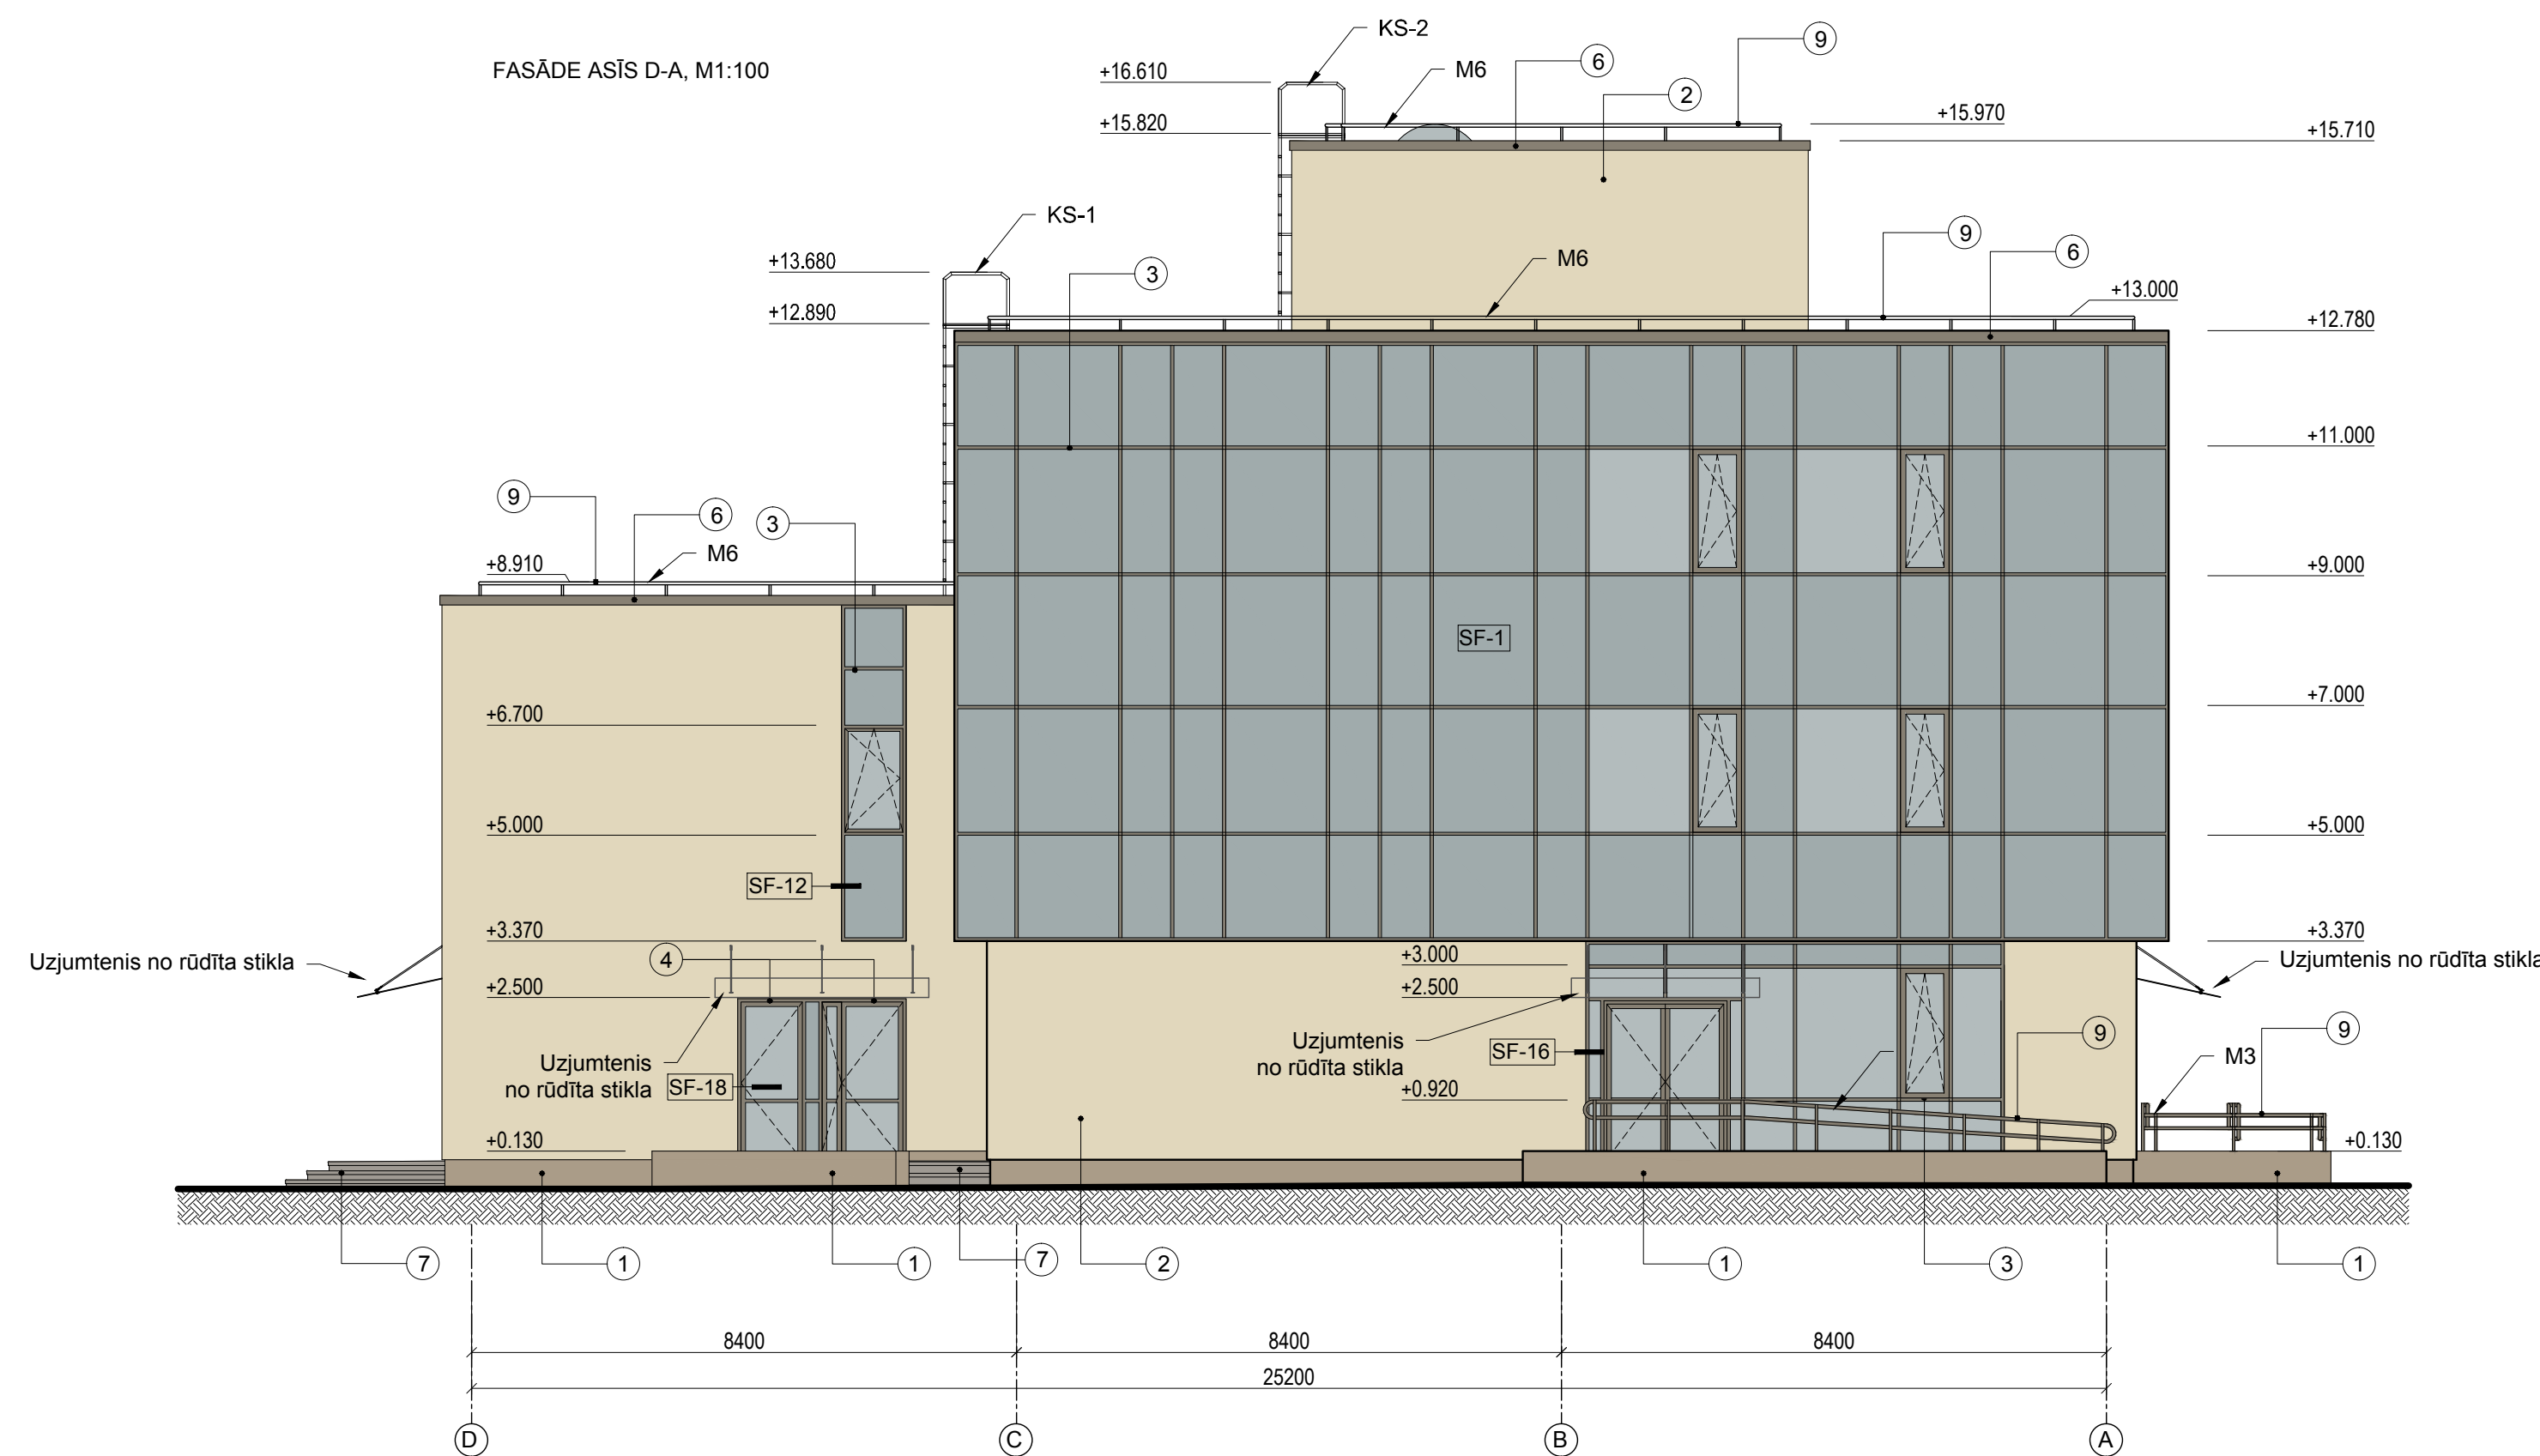 KS-2
9
FASĀDE ASĪS D-A, M1:100
+16.610
M6
6
2
+15.820
+15.970
+15.710
KS-1
9
6
+13.680
3
M6
+13.000
+12.890
+12.780
+11.000
9
6
3
M6
+8.910
+9.000
SF-1
+6.700
+7.000
+5.000
+5.000
SF-12
+3.370
+3.370
Uzjumtenis no rūdīta stikla
4
+3.000
Uzjumtenis no rūdīta stikla
+2.500
+2.500
9
9
Uzjumtenis
no rūdīta stikla
SF-18
Uzjumtenis
no rūdīta stikla
SF-16
M3
+0.920
+0.130
+0.130
7
1
1
7
2
1
3
1
8400
8400
8400
25200
D
C
B
A